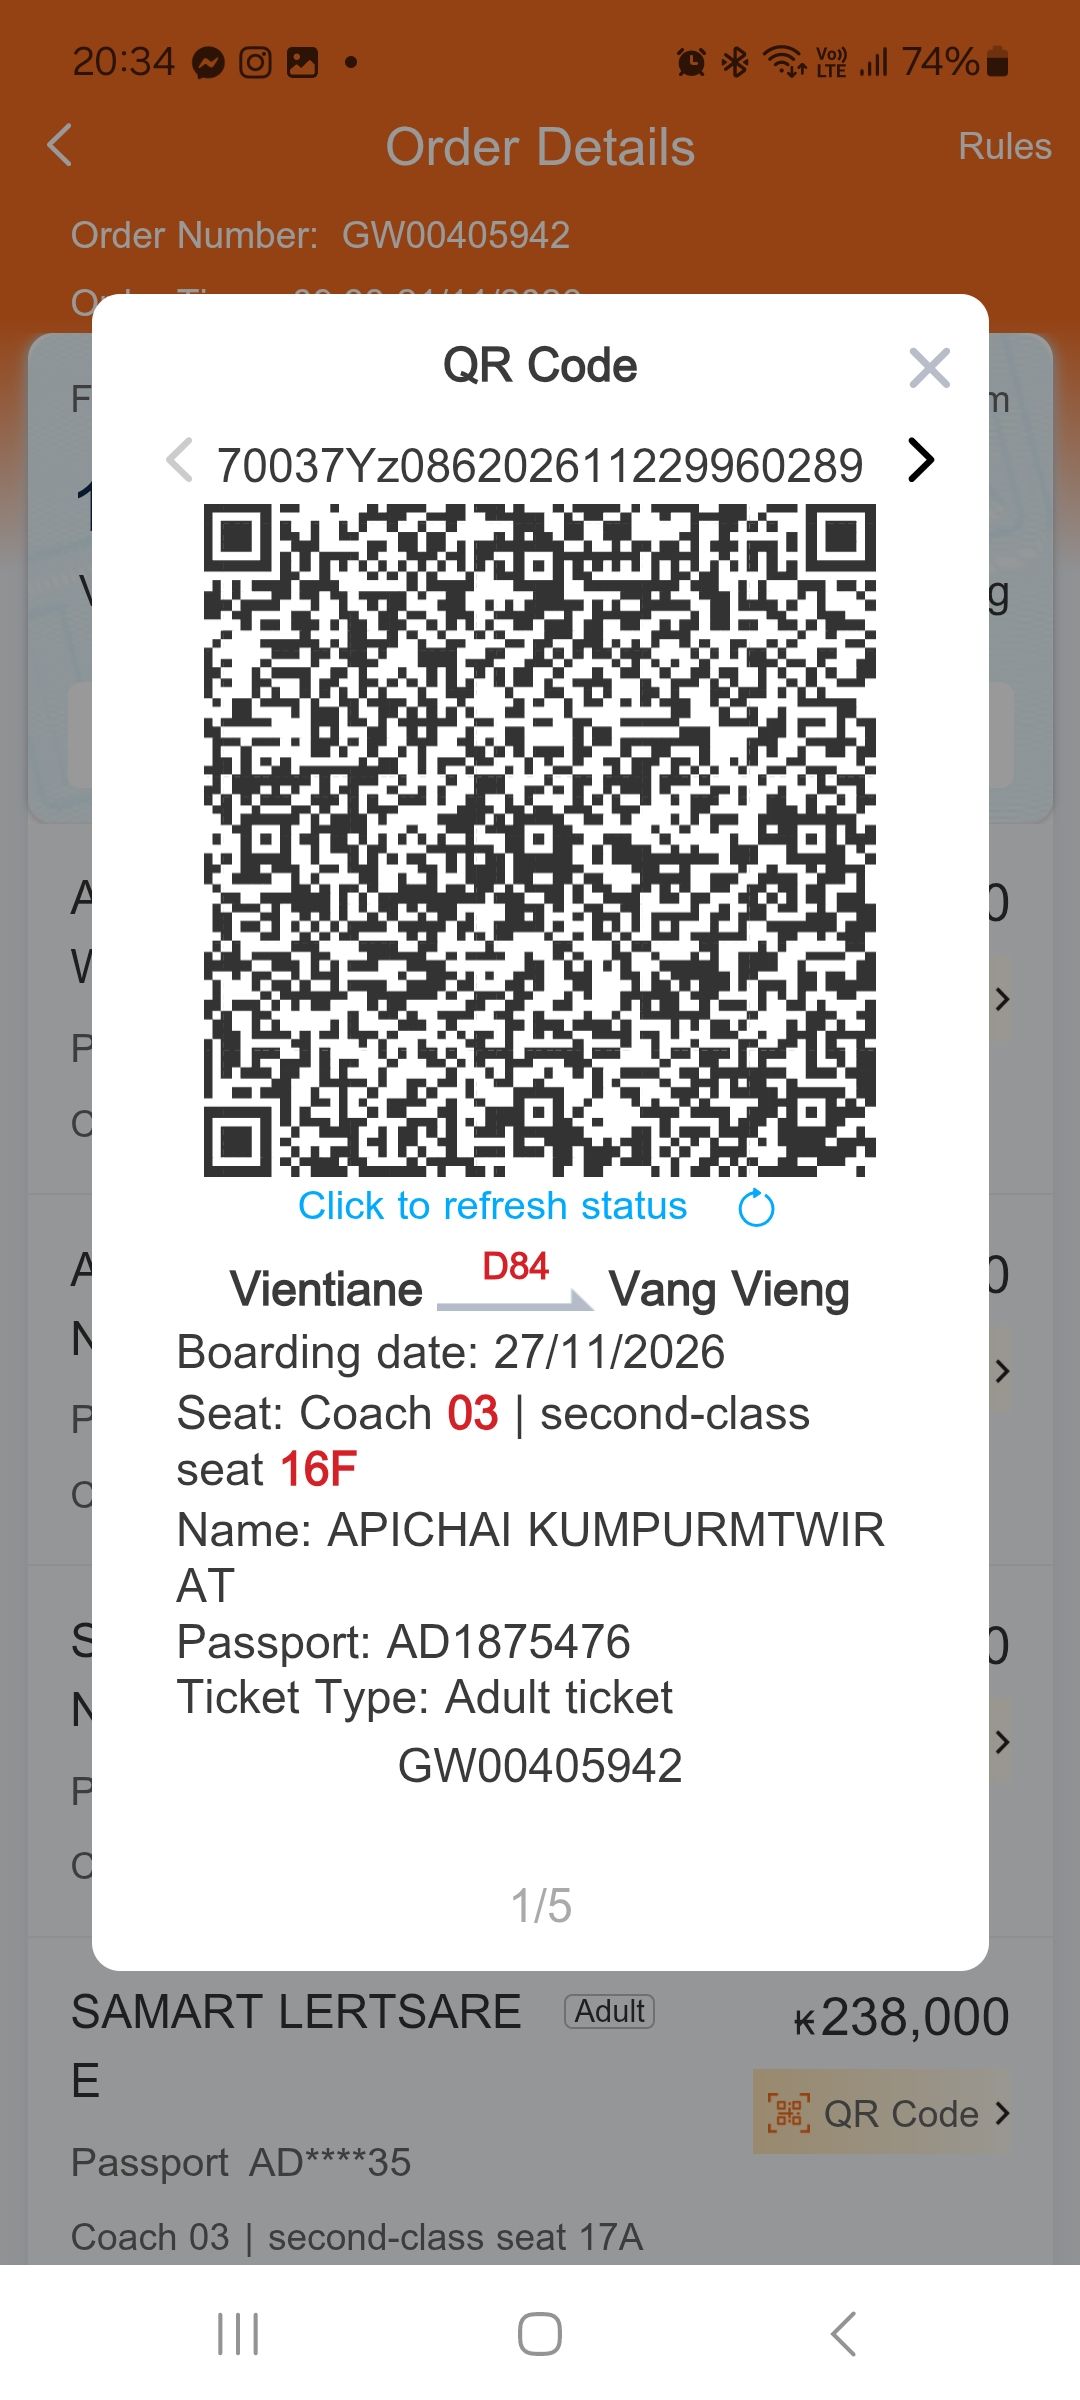 20:34
Vo)) LTE
74%
Order Details
Rules
Order Number: GW00405942
QR Code
70037Yz086202611229960289
Click to refresh status
D84
Vientiane
Vang Vieng
Boarding date: 27/11/2026
Seat: Coach 03 | second-class
seat 16F
Name: APICHAI KUMPURMTWIR
AT
Passport: AD1875476
Ticket Type: Adult ticket
GW00405942
1/5
SAMART LERTSARE
E
Adult
₭238,000
QR Code
Passport AD****35
Coach 03 | second-class seat 17A